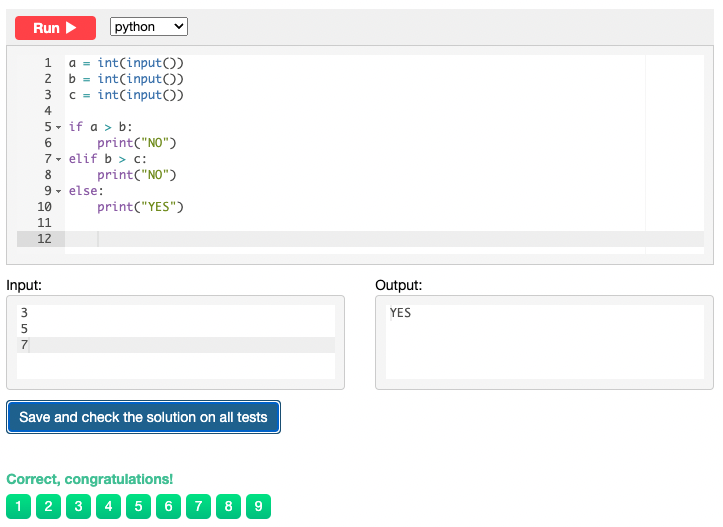 Run
python
1 a = int(input())
2 b = int(input())
3 c = int(input())
4
5 if a > b:
6     print("NO")
7 elif b > c:
8     print("NO")
9 else:
10     print("YES")
11
12
Input:
Output:
3
5
7
YES
Save and check the solution on all tests
Correct, congratulations!
1 2 3 4 5 6 7 8 9